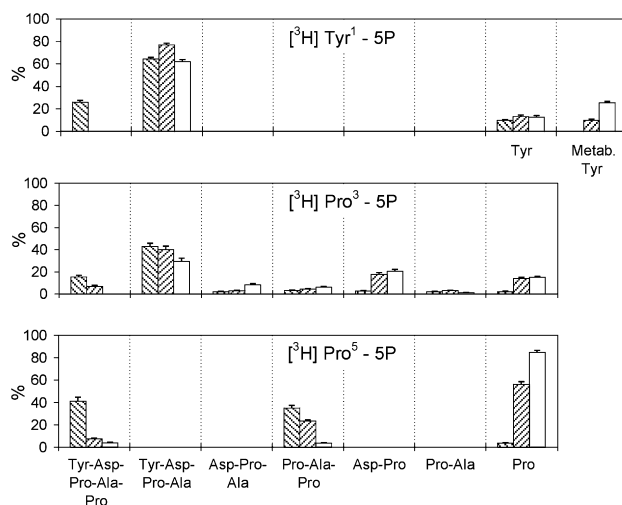 [³H] Tyr¹ - 5P
100
80
60
40
20
0
%
Tyr
Metab.
Tyr
[³H] Pro³ - 5P
100
80
60
40
20
0
%
[³H] Pro⁵ - 5P
100
80
60
40
20
0
%
Tyr-Asp-
Pro-Ala-
Pro
Tyr-Asp-
Pro-Ala
Asp-Pro-
Ala
Pro-Ala-
Pro
Asp-Pro
Pro-Ala
Pro